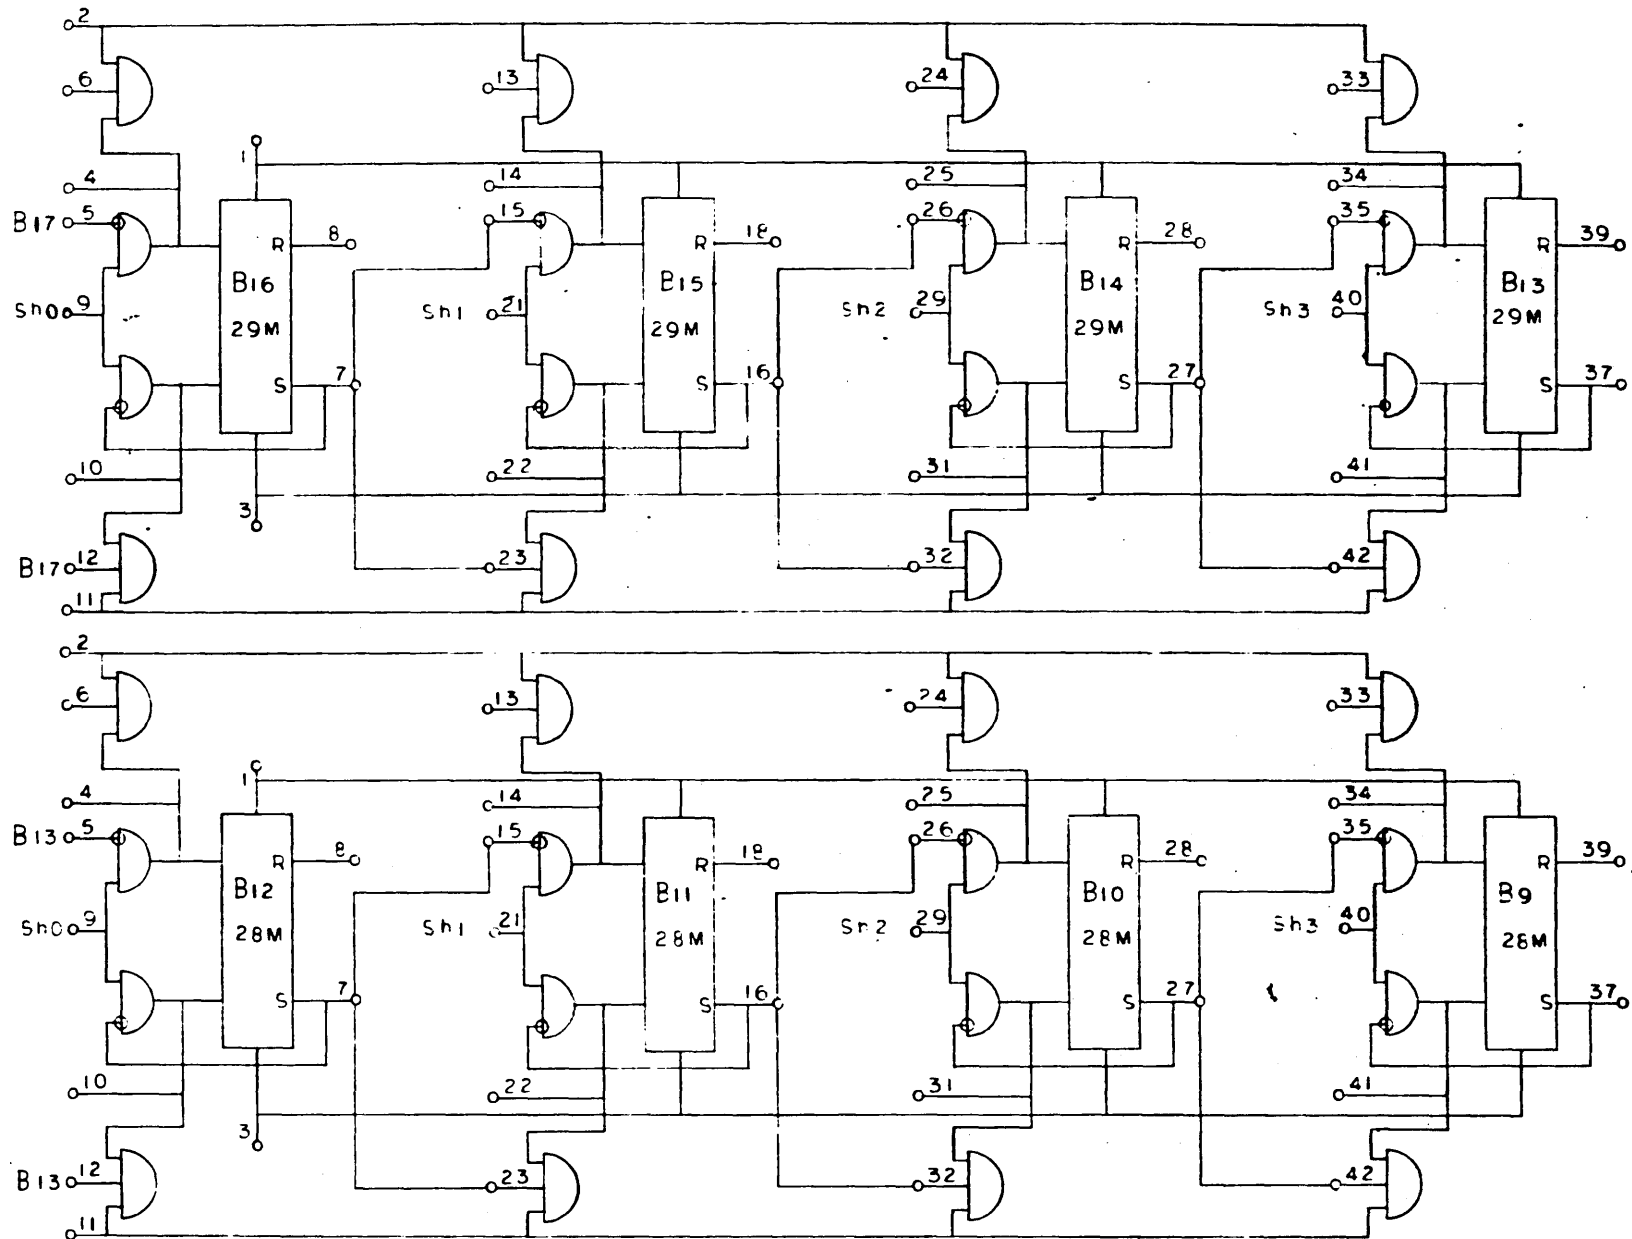 2
6 13 24 33
1
4 14 25 34
B17 5 15 26 35
R 8 R 18 R 28 R 39
B16 B15 B14 B13
Sh0 9 Sh1 21 Sh2 29 Sh3 40
29M 29M 29M 29M
S 7 S 16 S 27 S 37
10 22 31 41
3
B17 12 23 32 42
11
2
6 13 24 33
1
4 14 25 34
B13 5 15 26 35
R 8 R 18 R 28 R 39
B12 B11 B10 B9
Sh0 9 Sh1 21 Sh2 29 Sh3 40
28M 28M 28M 28M
S 7 S 16 S 27 S 37
10 22 31 41
3
B13 12 23 32 42
11